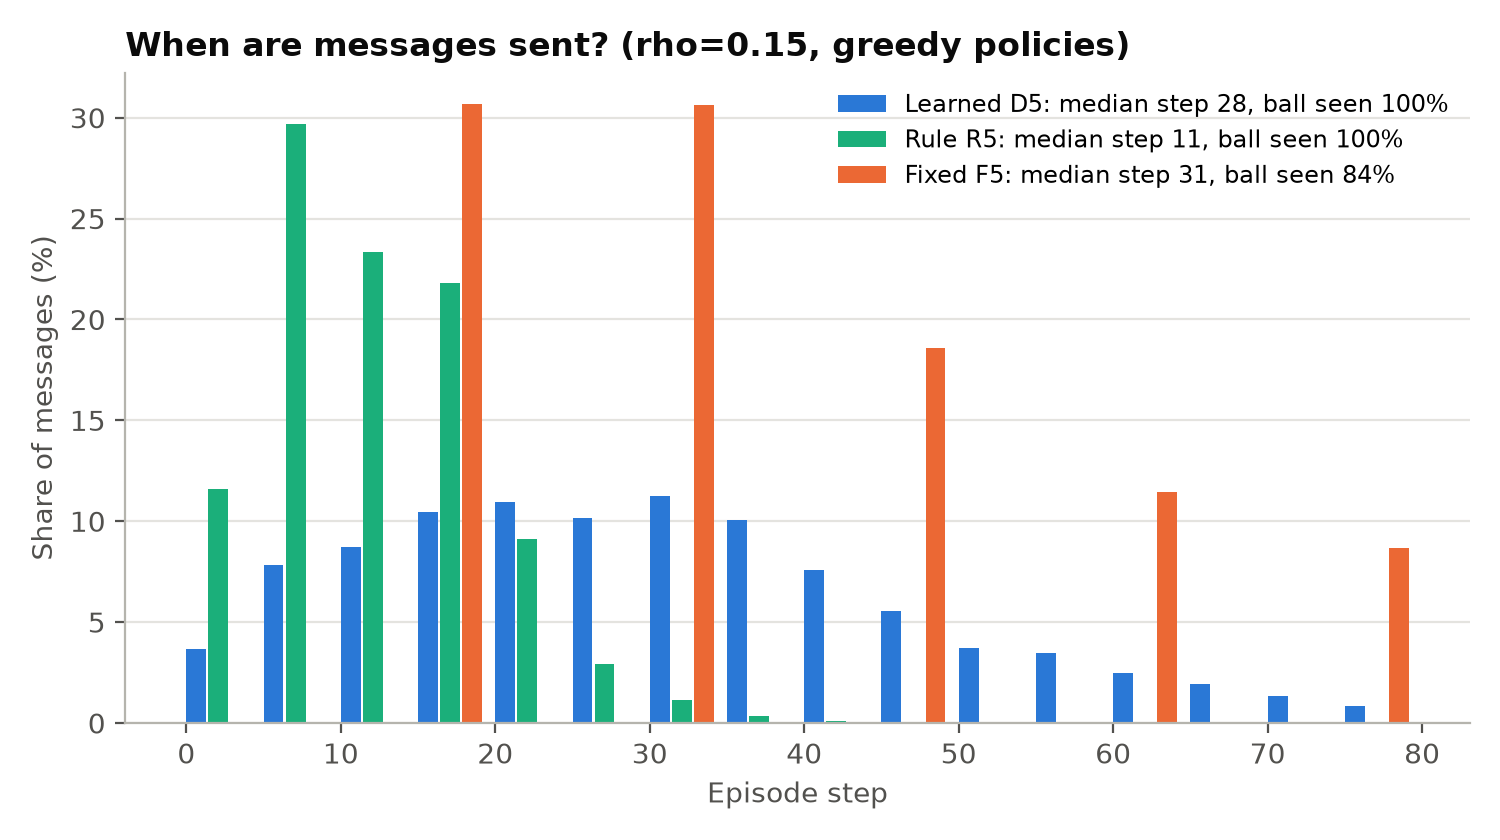 When are messages sent? (rho=0.15, greedy policies)
Learned D5: median step 28, ball seen 100%
Rule R5: median step 11, ball seen 100%
Fixed F5: median step 31, ball seen 84%
Share of messages (%)
30
25
20
15
10
5
0
0 10 20 30 40 50 60 70 80
Episode step